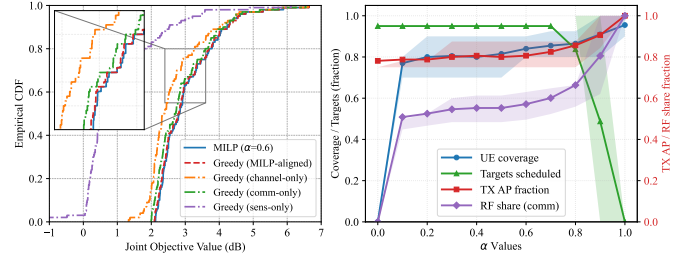 Empirical CDF
1.0
0.8
0.6
0.4
0.2
0.0
−1
0
1
2
3
4
5
6
7
Joint Objective Value (dB)
MILP (α=0.6)
Greedy (MILP-aligned)
Greedy (channel-only)
Greedy (comm-only)
Greedy (sens-only)
Coverage / Targets (fraction)
1.0
0.8
0.6
0.4
0.2
0.0
0.0
0.2
0.4
0.6
0.8
1.0
α Values
UE coverage
Targets scheduled
TX AP fraction
RF share (comm)
1.0
0.8
0.6
0.4
0.2
0.0
TX AP / RF share fraction